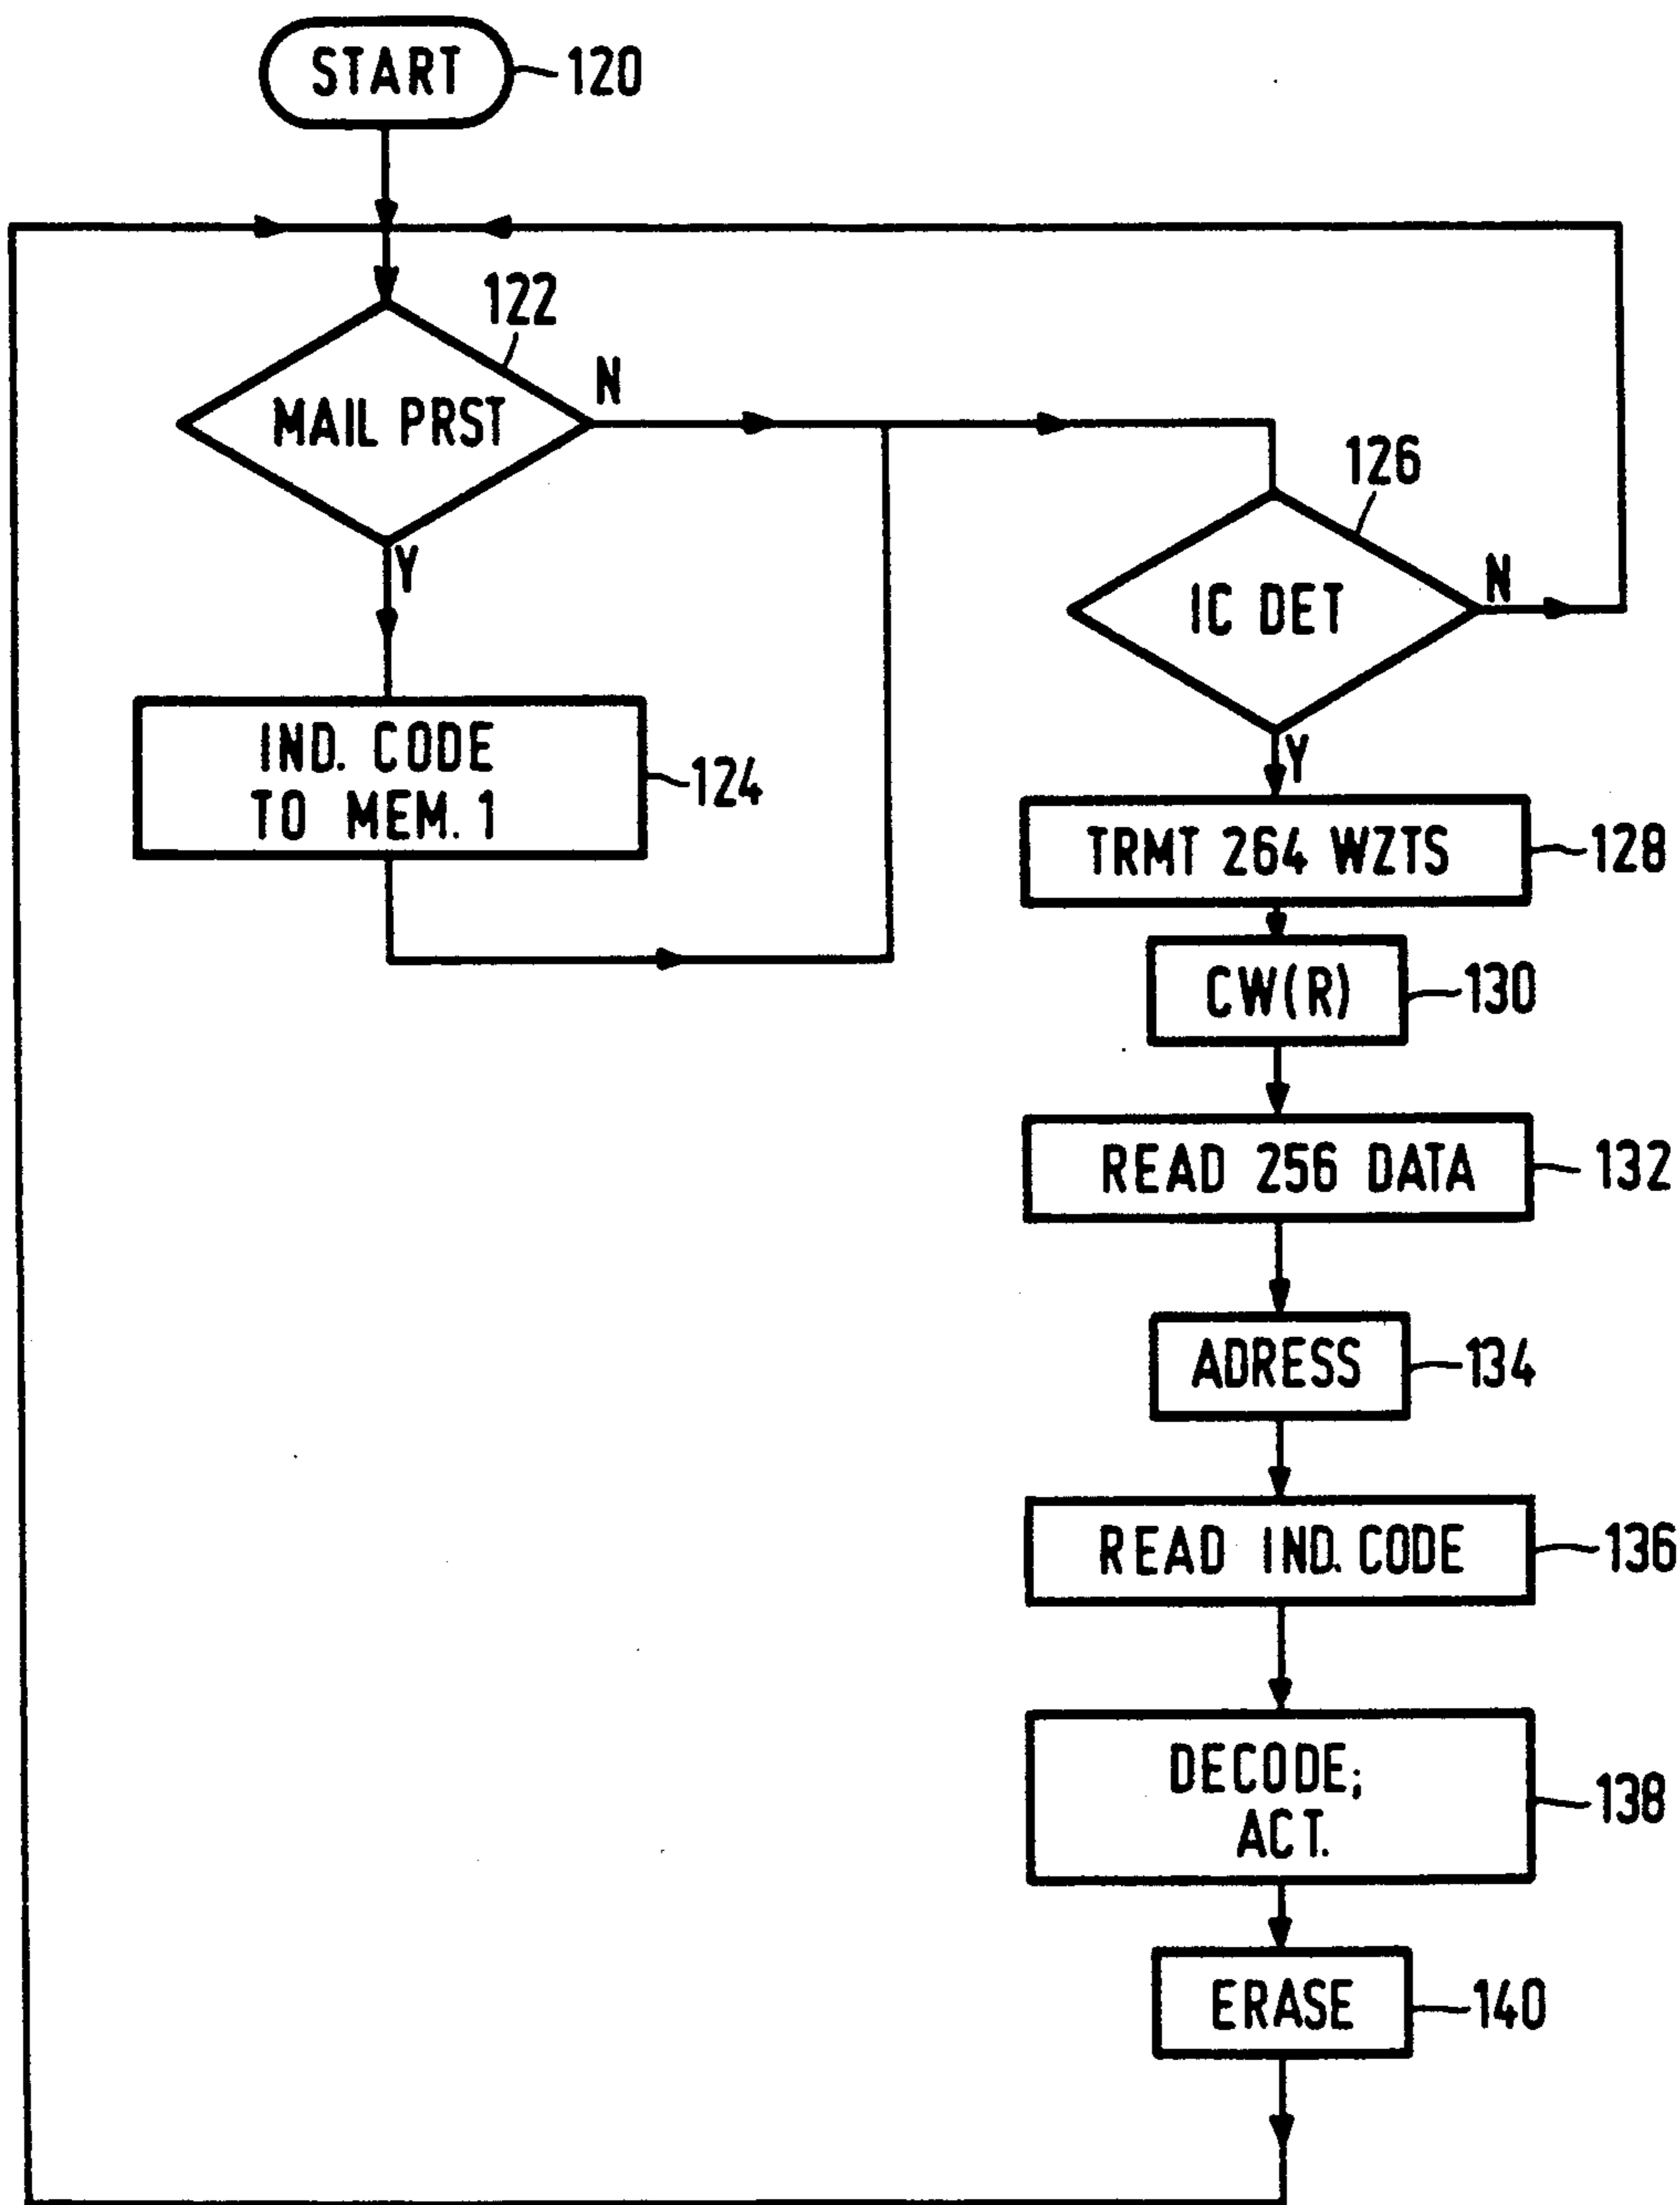 START
120
122
MAIL PRST
N
Y
IND. CODE
TO MEM. 1
124
126
IC DET
N
Y
TRMT 264 WZTS
128
CW(R)
130
READ 256 DATA
132
ADRESS
134
READ IND. CODE
136
DECODE;
ACT.
138
ERASE
140